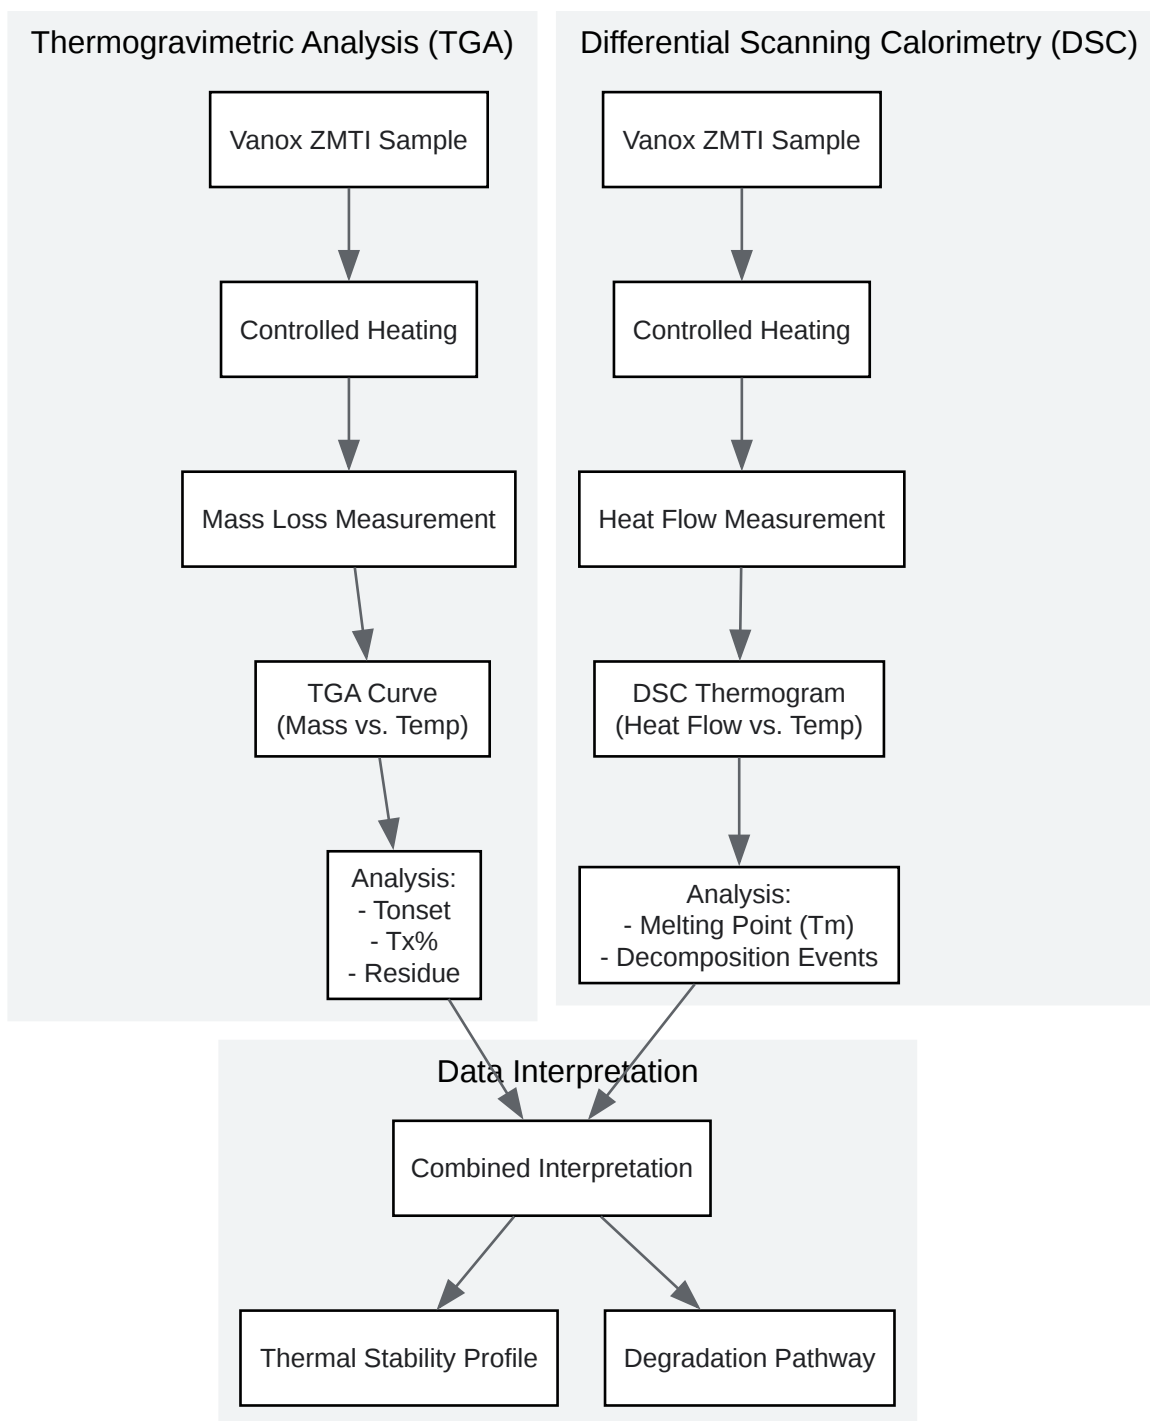 Thermogravimetric Analysis (TGA)
Vanox ZMTI Sample
Controlled Heating
Mass Loss Measurement
TGA Curve
(Mass vs. Temp)
Analysis:
- Tonset
- Tx%
- Residue
Differential Scanning Calorimetry (DSC)
Vanox ZMTI Sample
Controlled Heating
Heat Flow Measurement
DSC Thermogram
(Heat Flow vs. Temp)
Analysis:
- Melting Point (Tm)
- Decomposition Events
Data Interpretation
Combined Interpretation
Thermal Stability Profile
Degradation Pathway